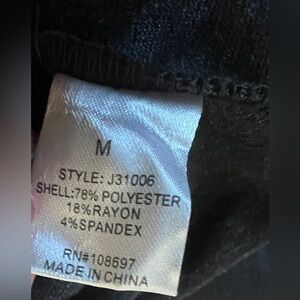 M
STYLE: J31006
SHELL:78% POLYESTER
18%RAYON
4%SPANDEX
RN#108697
MADE IN CHINA